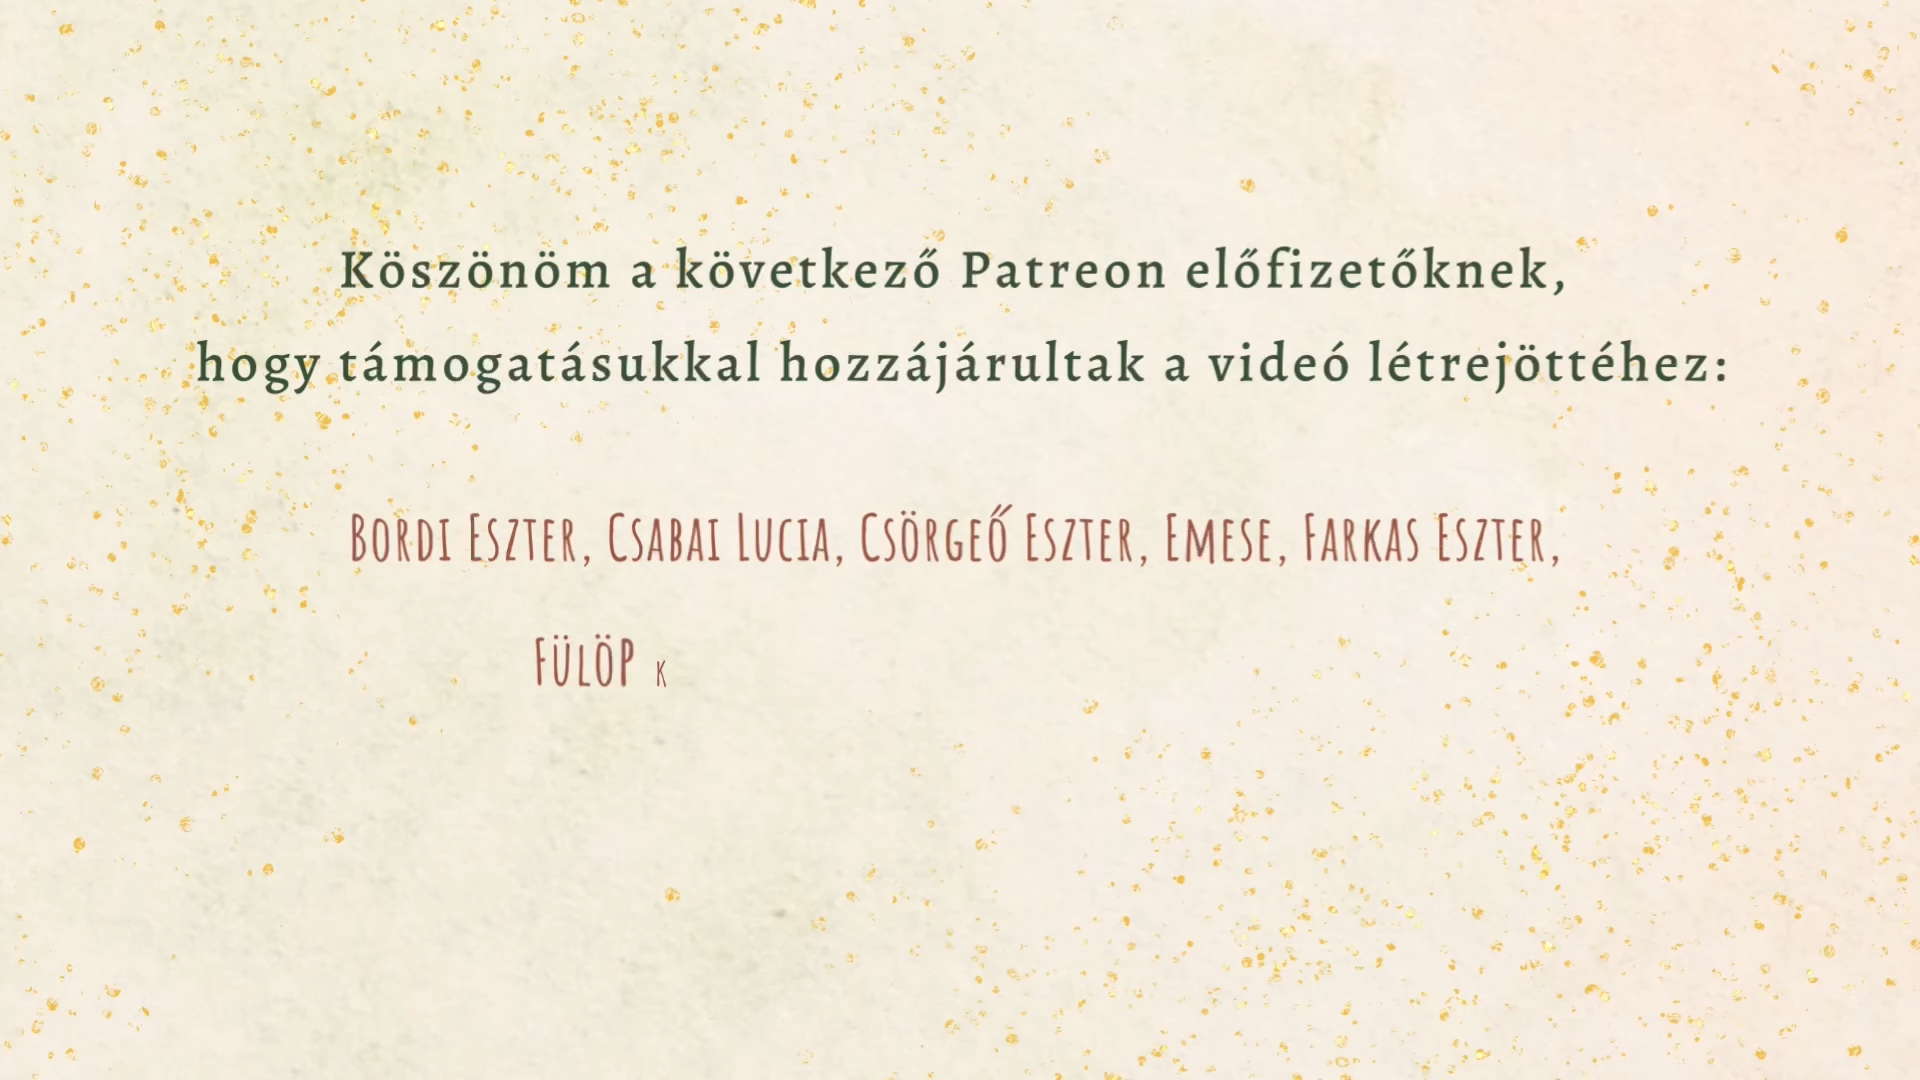 Köszönöm a következő Patreon előfizetőknek,
hogy támogatásukkal hozzájárultak a videó létrejöttéhez:
Bordi Eszter, Csabai Lucia, Csörgeő Eszter, Emese, Farkas Eszter,
Fülöp K